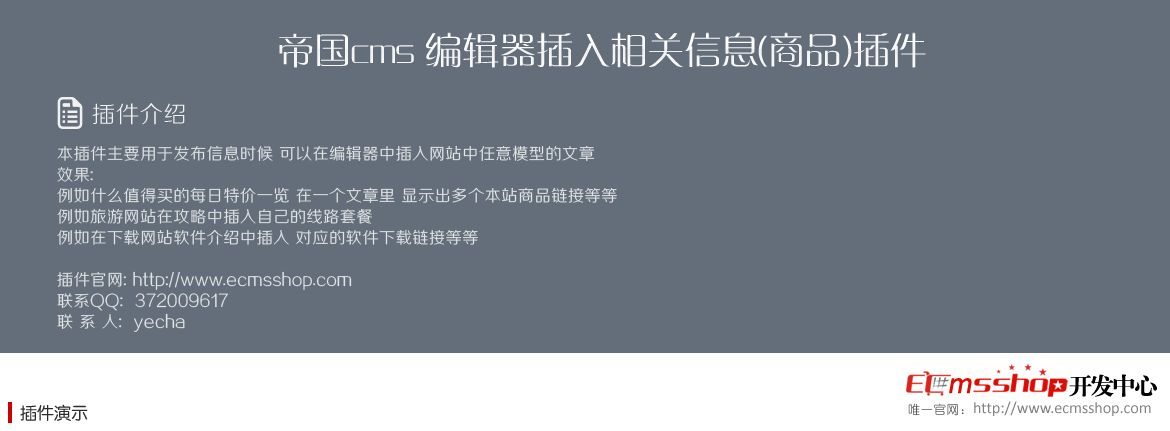 帝国cms 编辑器插入相关信息(商品)插件
插件介绍
本插件主要用于发布信息时候 可以在编辑器中插入网站中任意模型的文章
效果:
例如什么值得买的每日特价一览 在一个文章里 显示出多个本站商品链接等等
例如旅游网站在攻略中插入自己的线路套餐
例如在下载网站软件介绍中插入 对应的软件下载链接等等
插件官网: http://www.ecmsshop.com
联系QQ: 372009617
联 系 人: yecha
Ecmsshop开发中心
唯一官网：http://www.ecmsshop.com
插件演示